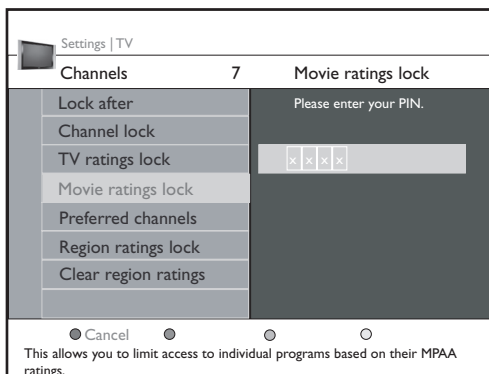 Settings | TV
Channels 7 Movie ratings lock
Lock after
Channel lock
TV ratings lock
Movie ratings lock
Preferred channels
Region ratings lock
Clear region ratings
Please enter your PIN.
x x x x
Cancel
This allows you to limit access to individual programs based on their MPAA
ratings.